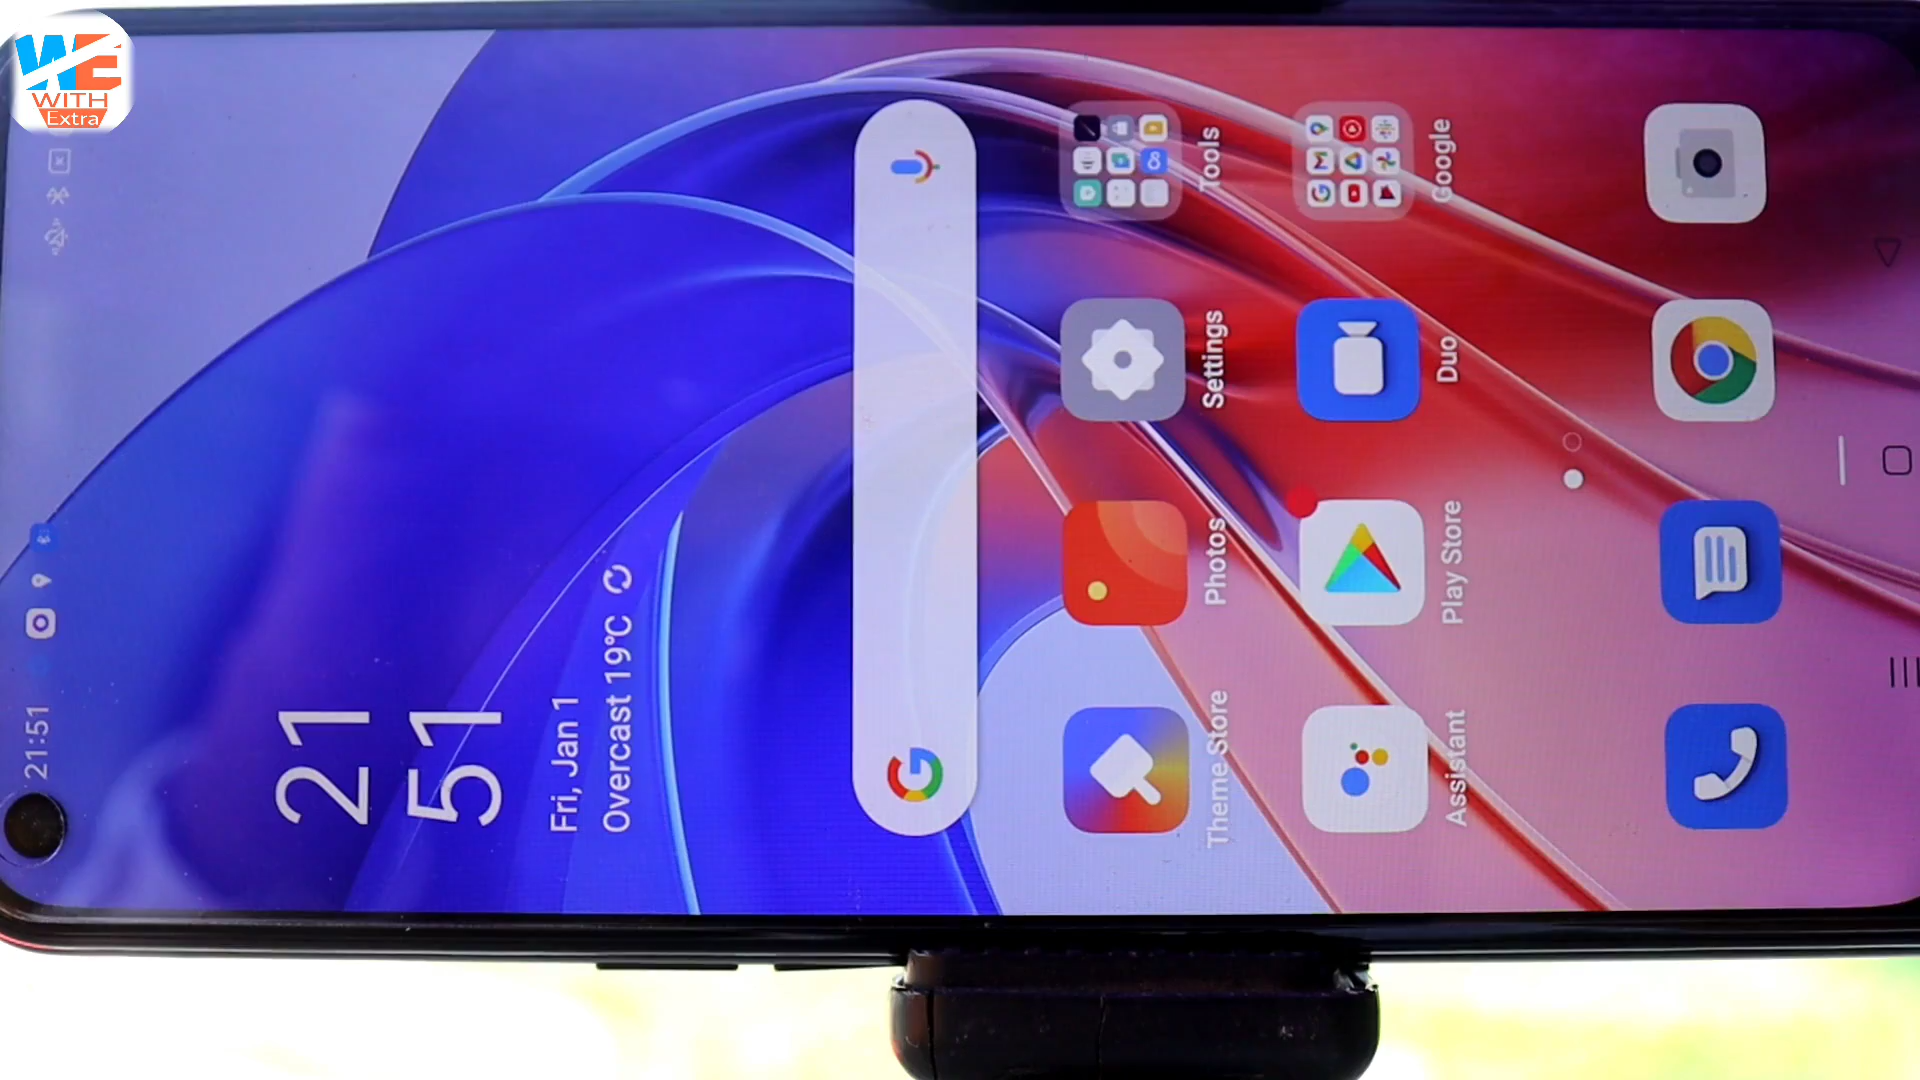 WE
WITH
Extra
21:51
21
51
Fri, Jan 1
Overcast 19°C
Theme Store
Photos
Settings
Tools
Assistant
Play Store
Duo
Google